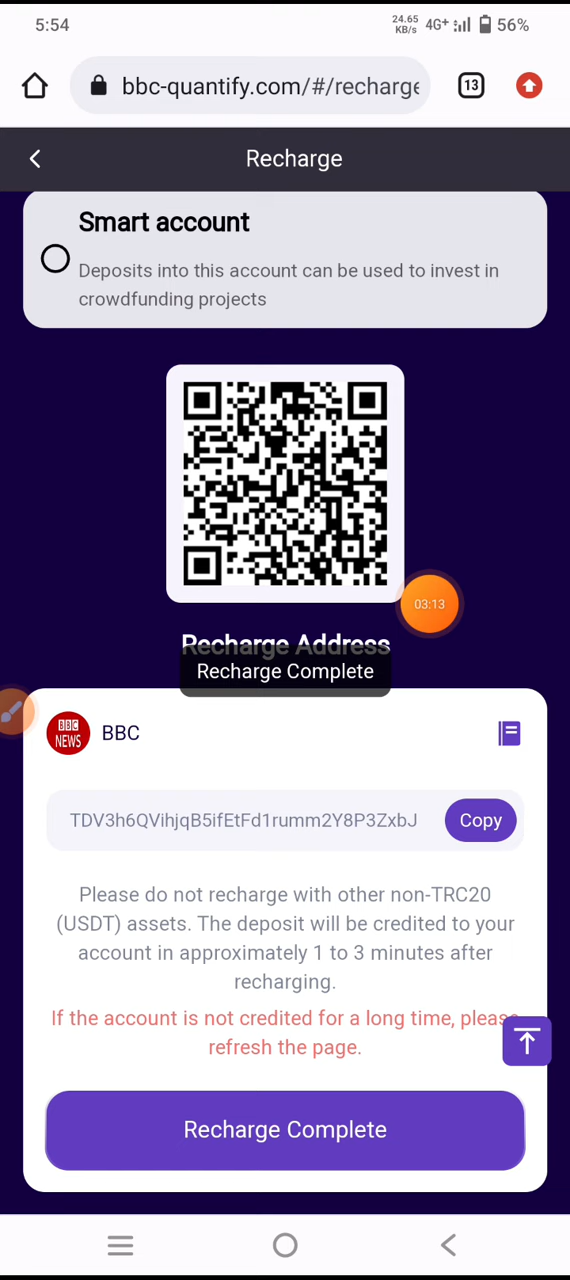 5:54
24.65
KB/s
4G+
56%
bbc-quantify.com/#/recharge
13
Recharge
Smart account
Deposits into this account can be used to invest in
crowdfunding projects
03:13
Recharge Address
Recharge Complete
BBC
NEWS
BBC
TDV3h6QVihjqB5ifEtFd1rumm2Y8P3ZxbJ
Copy
Please do not recharge with other non-TRC20
(USDT) assets. The deposit will be credited to your
account in approximately 1 to 3 minutes after
recharging.
If the account is not credited for a long time, please
refresh the page.
Recharge Complete